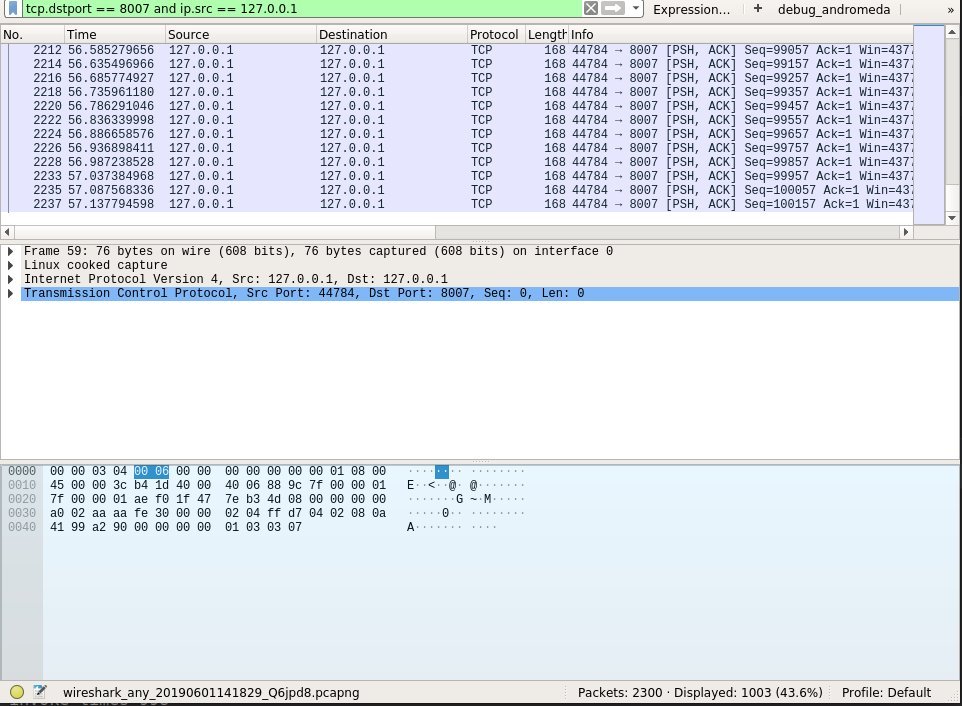 tcp.dstport == 8007 and ip.src == 127.0.0.1 Expression... + debug_andromeda »
No. Time Source Destination Protocol Length Info
2212 56.585279656 127.0.0.1 127.0.0.1 TCP 168 44784 → 8007 [PSH, ACK] Seq=99057 Ack=1 Win=4377
2214 56.635496966 127.0.0.1 127.0.0.1 TCP 168 44784 → 8007 [PSH, ACK] Seq=99157 Ack=1 Win=4377
2216 56.685774927 127.0.0.1 127.0.0.1 TCP 168 44784 → 8007 [PSH, ACK] Seq=99257 Ack=1 Win=4377
2218 56.735961180 127.0.0.1 127.0.0.1 TCP 168 44784 → 8007 [PSH, ACK] Seq=99357 Ack=1 Win=4377
2220 56.786291046 127.0.0.1 127.0.0.1 TCP 168 44784 → 8007 [PSH, ACK] Seq=99457 Ack=1 Win=4377
2222 56.836339998 127.0.0.1 127.0.0.1 TCP 168 44784 → 8007 [PSH, ACK] Seq=99557 Ack=1 Win=4377
2224 56.886658576 127.0.0.1 127.0.0.1 TCP 168 44784 → 8007 [PSH, ACK] Seq=99657 Ack=1 Win=4377
2226 56.936898411 127.0.0.1 127.0.0.1 TCP 168 44784 → 8007 [PSH, ACK] Seq=99757 Ack=1 Win=4377
2228 56.987238528 127.0.0.1 127.0.0.1 TCP 168 44784 → 8007 [PSH, ACK] Seq=99857 Ack=1 Win=4377
2233 57.037384968 127.0.0.1 127.0.0.1 TCP 168 44784 → 8007 [PSH, ACK] Seq=99957 Ack=1 Win=4377
2235 57.087568336 127.0.0.1 127.0.0.1 TCP 168 44784 → 8007 [PSH, ACK] Seq=100057 Ack=1 Win=437
2237 57.137794598 127.0.0.1 127.0.0.1 TCP 168 44784 → 8007 [PSH, ACK] Seq=100157 Ack=1 Win=437
Frame 59: 76 bytes on wire (608 bits), 76 bytes captured (608 bits) on interface 0
Linux cooked capture
Internet Protocol Version 4, Src: 127.0.0.1, Dst: 127.0.0.1
Transmission Control Protocol, Src Port: 44784, Dst Port: 8007, Seq: 0, Len: 0
0000 00 00 03 04 00 06 00 00 00 00 00 00 00 01 08 00 ········ ········
0010 45 00 00 3c b4 1d 40 00 40 06 88 9c 7f 00 00 01 E··<··@· @·······
0020 7f 00 00 01 ae f0 1f 47 7e b3 4d 08 00 00 00 00 ·······G ~·M·····
0030 a0 02 aa aa fe 30 00 00 02 04 ff d7 04 02 08 0a ·····0·· ········
0040 41 99 a2 90 00 00 00 00 01 03 03 07 A······· ····
wireshark_any_20190601141829_Q6jpd8.pcapng Packets: 2300 · Displayed: 1003 (43.6%) Profile: Default